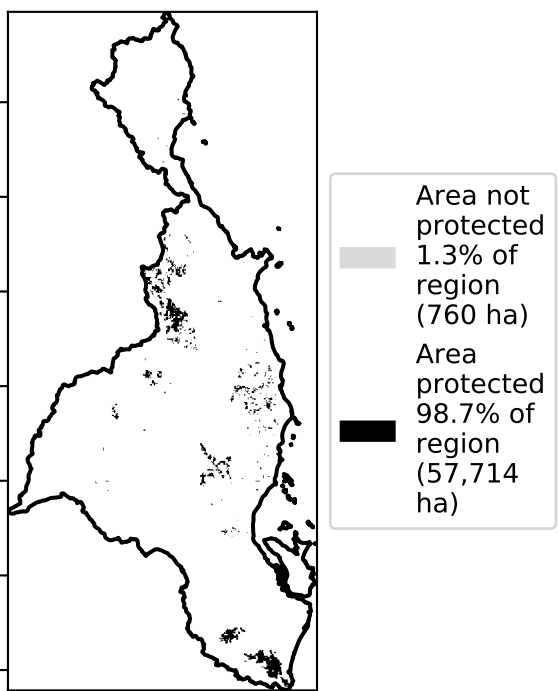 Area not
protected
1.3% of
region
(760 ha)
Area
protected
98.7% of
region
(57,714
ha)